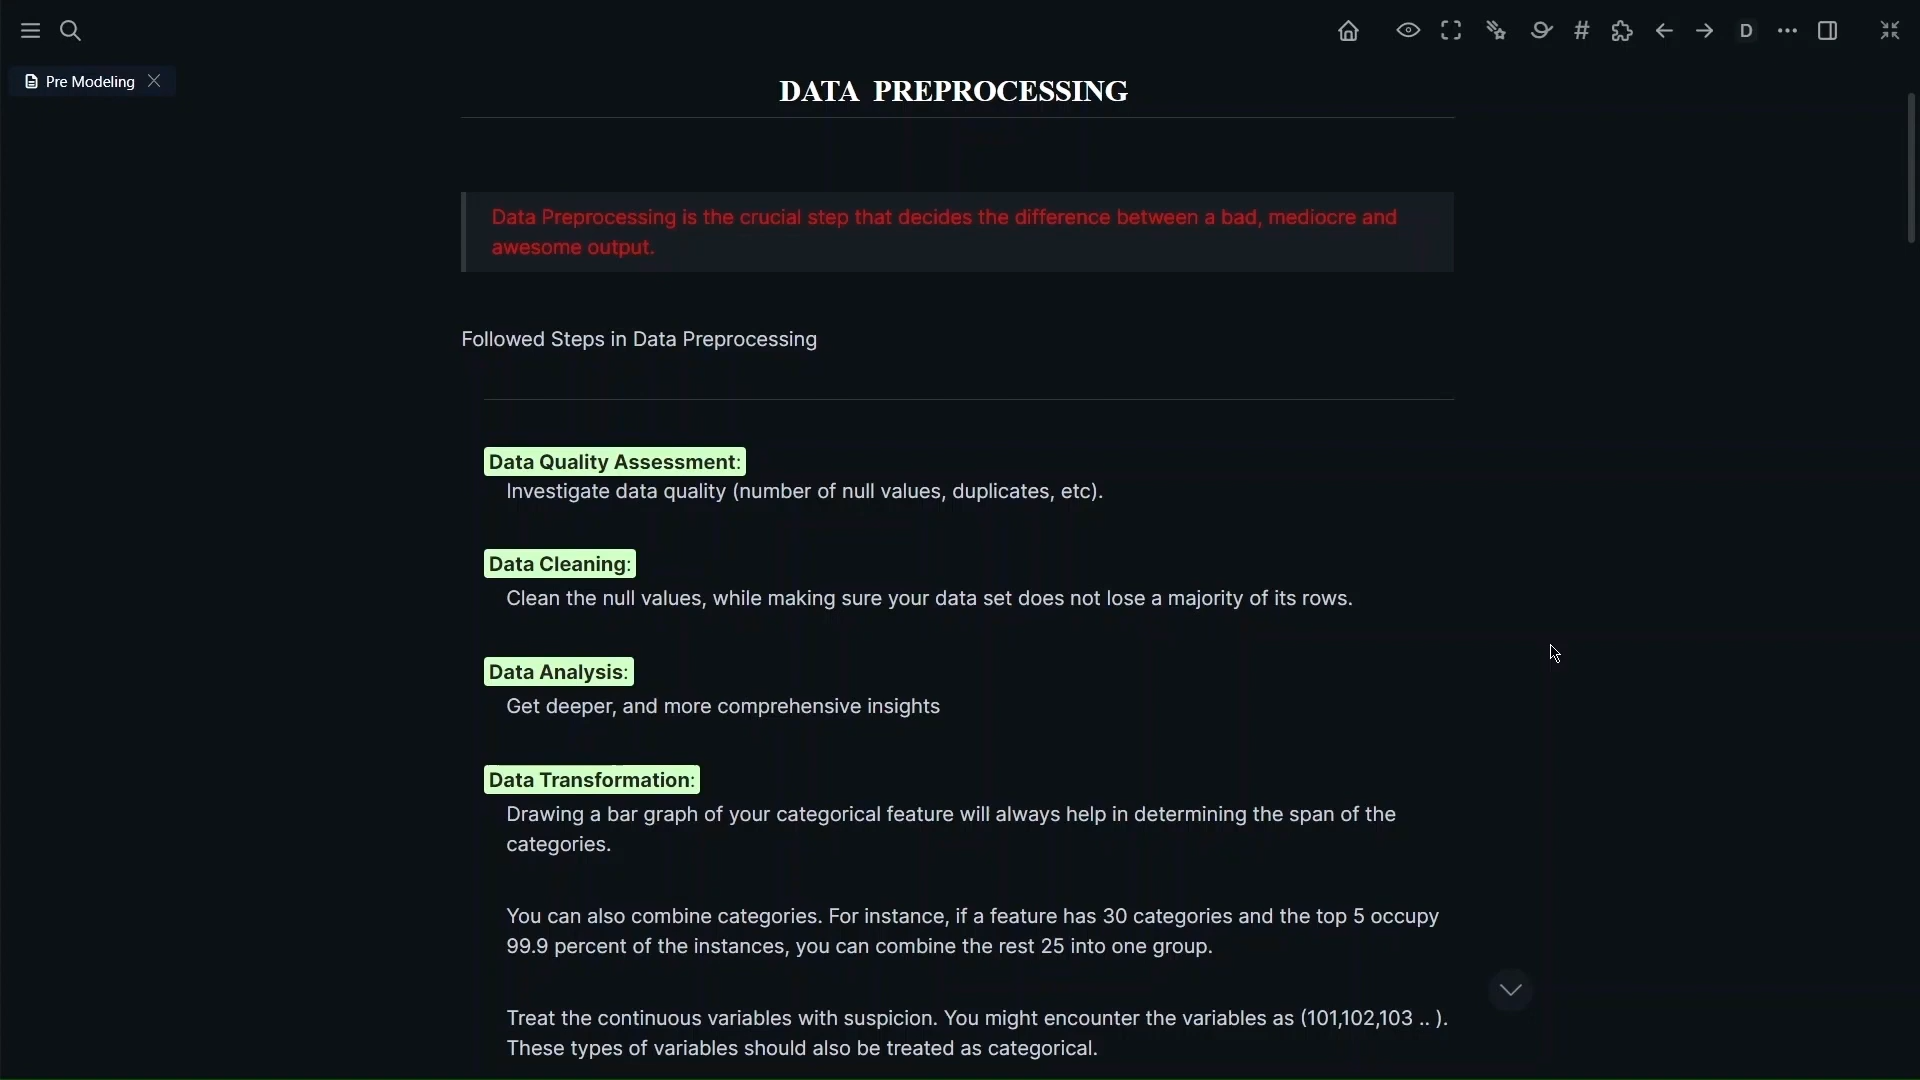 D
Pre Modeling
DATA PREPROCESSING
Data Preprocessing is the crucial step that decides the difference between a bad, mediocre and
awesome output.
Followed Steps in Data Preprocessing
Data Quality Assessment:
Investigate data quality (number of null values, duplicates, etc).
Data Cleaning:
Clean the null values, while making sure your data set does not lose a majority of its rows.
Data Analysis:
Get deeper, and more comprehensive insights
Data Transformation:
Drawing a bar graph of your categorical feature will always help in determining the span of the
categories.
You can also combine categories. For instance, if a feature has 30 categories and the top 5 occupy
99.9 percent of the instances, you can combine the rest 25 into one group.
Treat the continuous variables with suspicion. You might encounter the variables as (101,102,103 .. ).
These types of variables should also be treated as categorical.